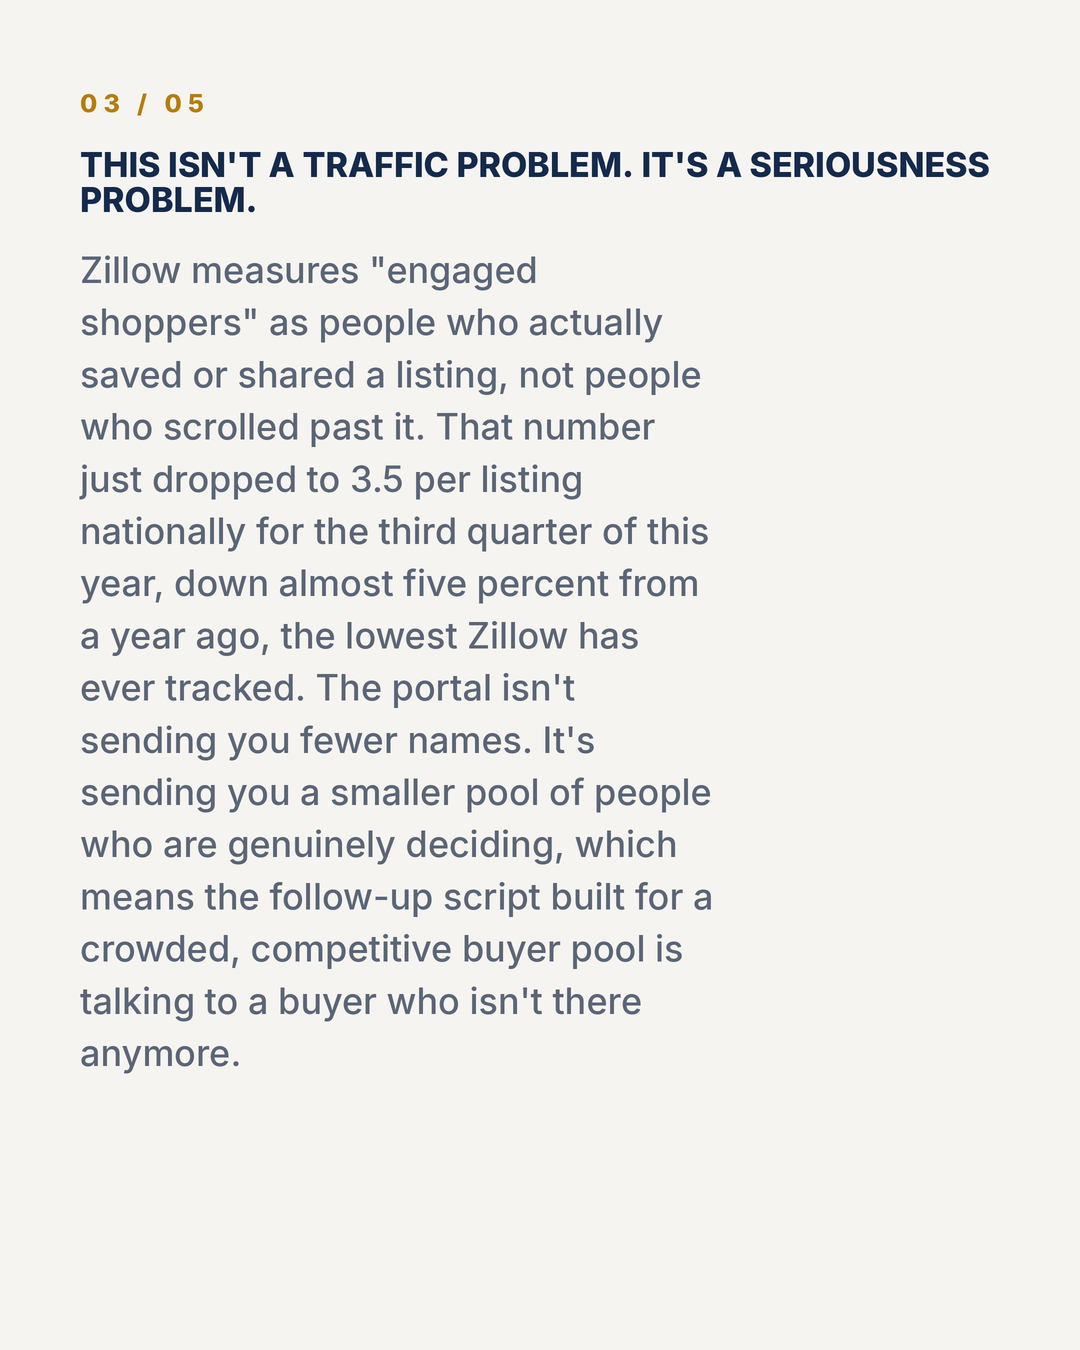 03 / 05
THIS ISN'T A TRAFFIC PROBLEM. IT'S A SERIOUSNESS
PROBLEM.
Zillow measures "engaged
shoppers" as people who actually
saved or shared a listing, not people
who scrolled past it. That number
just dropped to 3.5 per listing
nationally for the third quarter of this
year, down almost five percent from
a year ago, the lowest Zillow has
ever tracked. The portal isn't
sending you fewer names. It's
sending you a smaller pool of people
who are genuinely deciding, which
means the follow-up script built for a
crowded, competitive buyer pool is
talking to a buyer who isn't there
anymore.